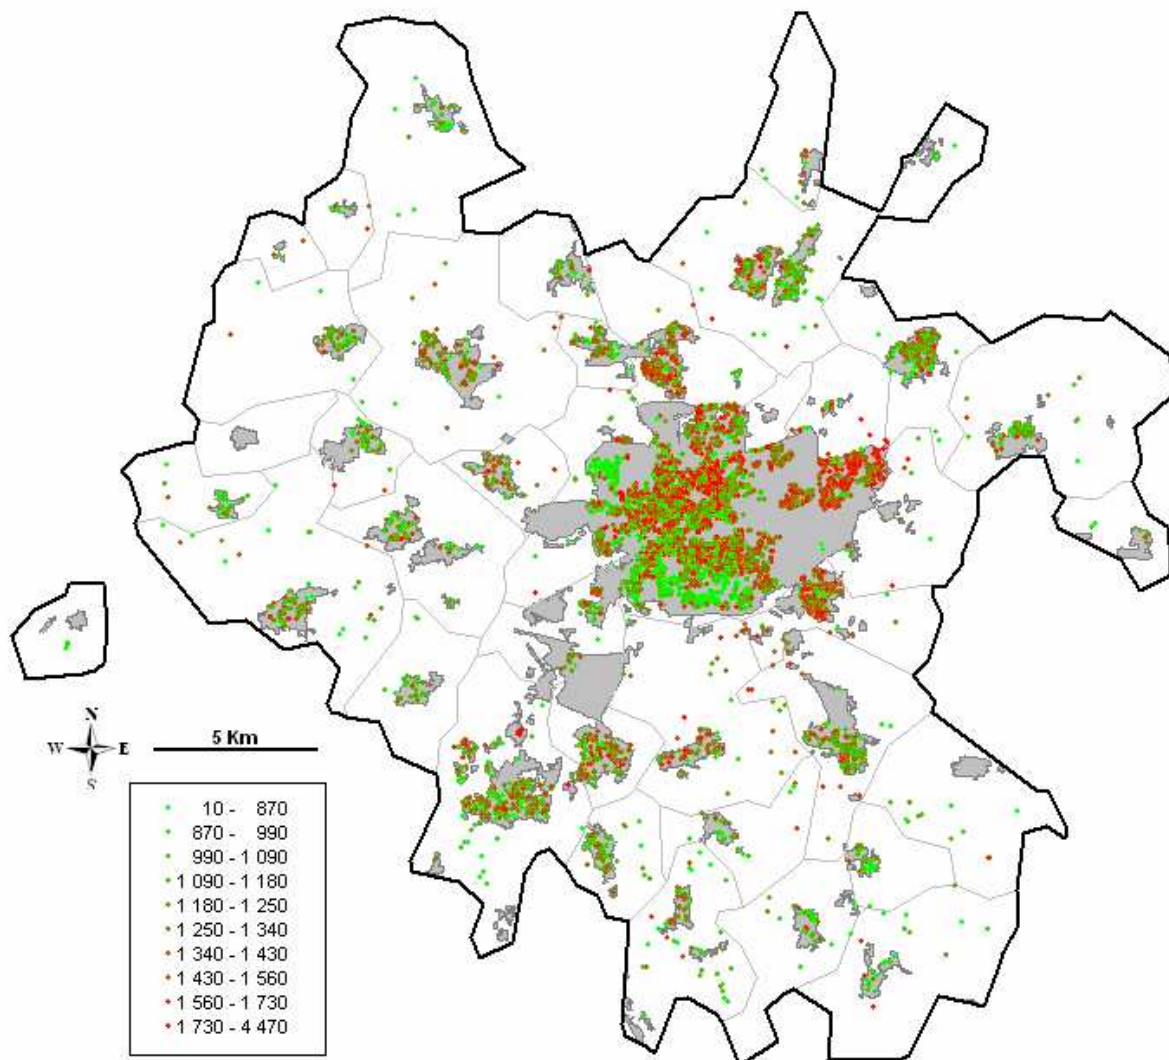 N
W E
S
5 Km
10 - 870
870 - 990
990 - 1 090
1 090 - 1 180
1 180 - 1 250
1 250 - 1 340
1 340 - 1 430
1 430 - 1 560
1 560 - 1 730
1 730 - 4 470